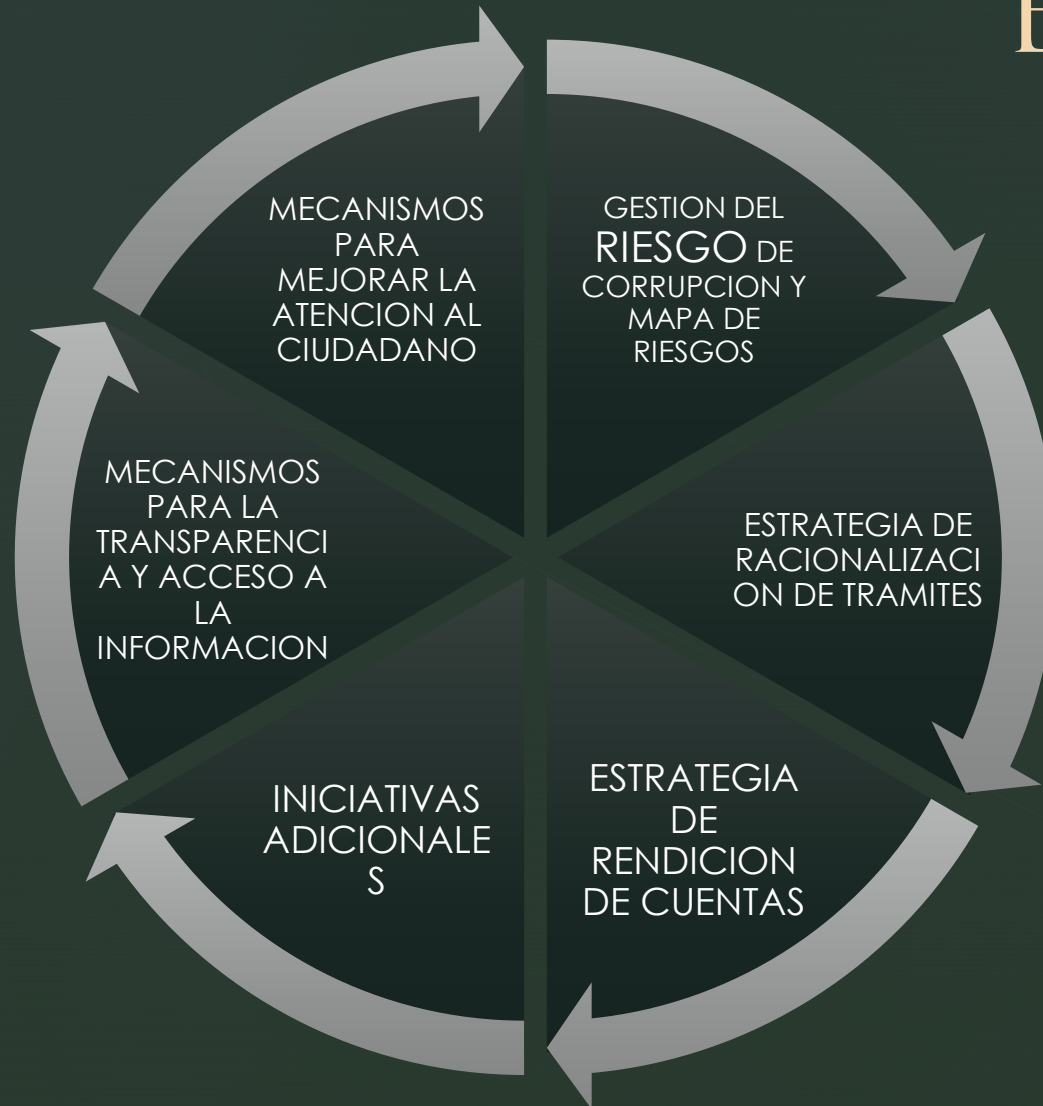 GESTION DEL
RIESGO DE
CORRUPCION Y
MAPA DE
RIESGOS
ESTRATEGIA DE
RACIONALIZACI
ON DE TRAMITES
ESTRATEGIA
DE
RENDICION
DE CUENTAS
INICIATIVAS
ADICIONALE
S
MECANISMOS
PARA LA
TRANSPARENCI
A Y ACCESO A
LA
INFORMACION
MECANISMOS
PARA
MEJORAR LA
ATENCION AL
CIUDADANO